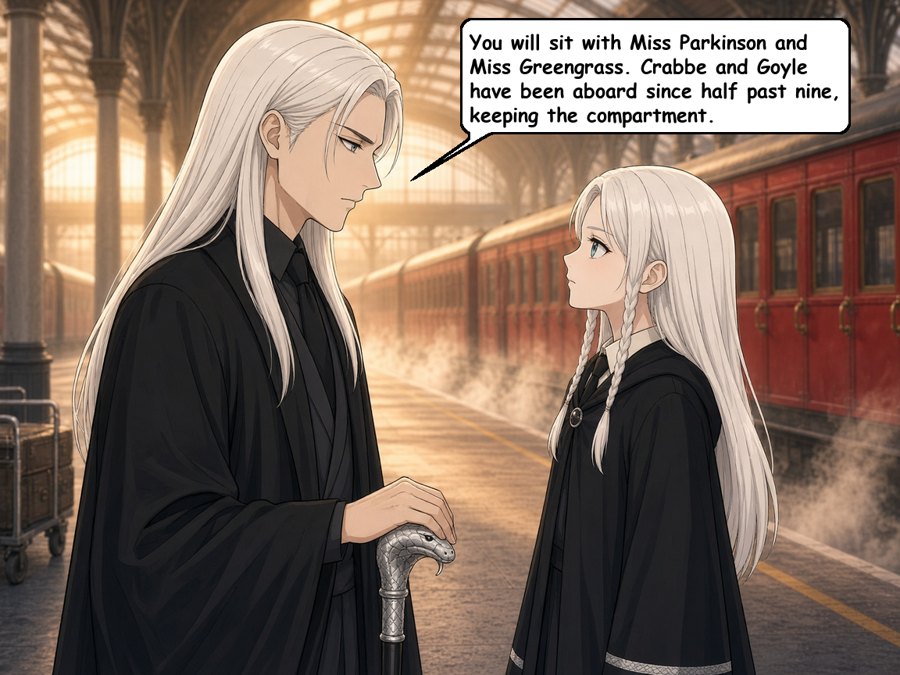 You will sit with Miss Parkinson and
Miss Greengrass. Crabbe and Goyle
have been aboard since half past nine,
keeping the compartment.